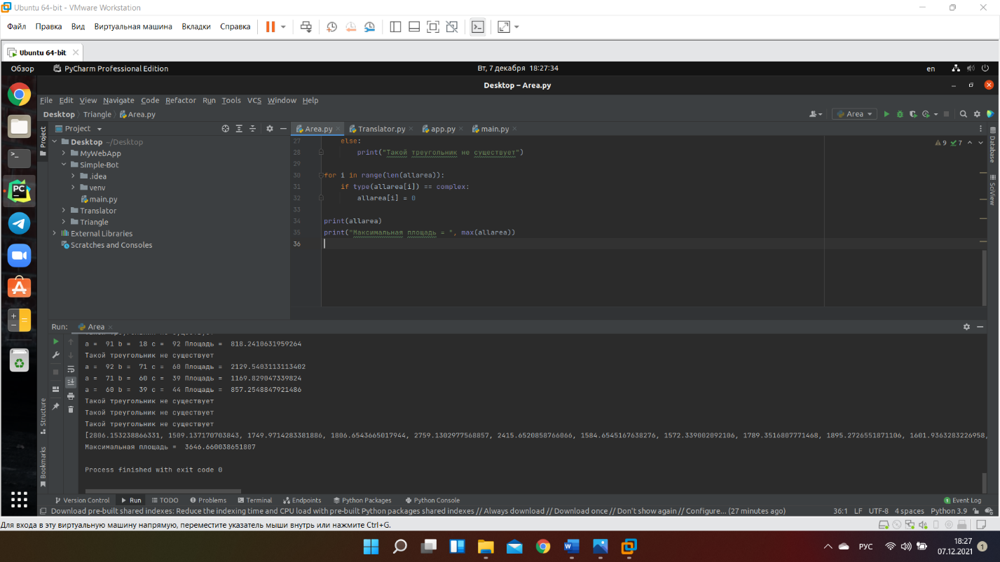 Ubuntu 64-bit - VMware Workstation
Файл Правка Вид Виртуальная машина Вкладки Справка
Ubuntu 64-bit
Обзор PyCharm Professional Edition Вт, 7 декабря 18:27:34 en
Desktop – Area.py
File Edit View Navigate Code Refactor Run Tools VCS Window Help
Desktop Triangle Area.py Area
Project Area.py Translator.py app.py main.py
Project
Desktop ~/Desktop
MyWebApp
Simple-Bot
.idea
venv
main.py
Translator
Triangle
External Libraries
Scratches and Consoles
9 7
27 else:
28 print("Такой треугольник не существует")
29
30 for i in range(len(allarea)):
31 if type(allarea[i]) == complex:
32 allarea[i] = 0
33
34 print(allarea)
35 print("Максимальная площадь = ", max(allarea))
36
Database
SciView
Run: Area
a = 91 b = 18 c = 92 Площадь = 818.2410631959264
Такой треугольник не существует
a = 92 b = 71 c = 60 Площадь = 2129.5403113113402
a = 71 b = 60 c = 39 Площадь = 1169.829047339824
a = 60 b = 39 c = 44 Площадь = 857.2548847921486
Такой треугольник не существует
Такой треугольник не существует
Такой треугольник не существует
[2806.153238866331, 1509.137170703843, 1749.9714283381886, 1806.6543665017944, 2759.1302977568857, 2415.6520858766066, 1584.6545167638276, 1572.339002092106, 1789.3516807771468, 1895.2726551871106, 1601.9363283226958,
Максимальная площадь = 3646.660038651807
Process finished with exit code 0
Structure
Bookmarks
Version Control Run TODO Problems Terminal Endpoints Python Packages Python Console 1 Event Log
Download pre-built shared indexes: Reduce the indexing time and CPU load with pre-built Python packages shared indexes // Always download // Download once // Don't show again // Configure... (27 minutes ago) 36:1 LF UTF-8 4 spaces Python 3.9
Для входа в эту виртуальную машину напрямую, переместите указатель мыши внутрь или нажмите Ctrl+G.
РУС 18:27
07.12.2021 1